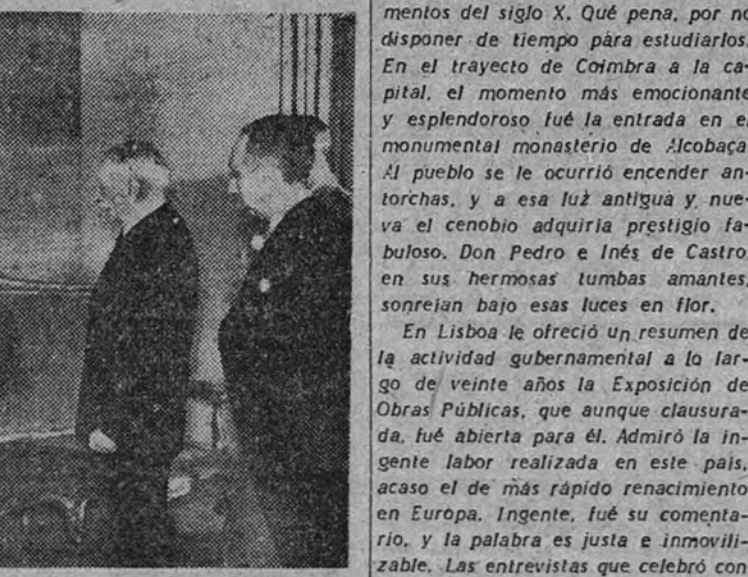 mentos del siglo X. Qué pena, por no
disponer de tiempo pára estudiarlos.
En el trayecto de Coimbra a la ca-
pital, el momento más emocionante
y esplendoroso fué la entrada en el
monumental monasterio de Alcobaça
Al pueblo se le ocurrió encender an-
torchas, y a esa luz antigua y nue-
va el cenobio adquiría prestigio fa-
buloso. Don Pedro e Inés de Castro,
en sus hermosas tumbas amantes,
sonreían bajo esas luces en flor.
En Lisboa le ofreció un resumen de
la actividad gubernamental a lo lar-
go de veinte años la Exposición de
Obras Públicas, que aunque clausura-
da, fué abierta para él. Admiró la in-
gente labor realizada en este país,
acaso el de más rápido renacimiento
en Europa. Ingente, fué su comenta-
rio, y la palabra es justa e inmovili-
zable. Las entrevistas que celebró con